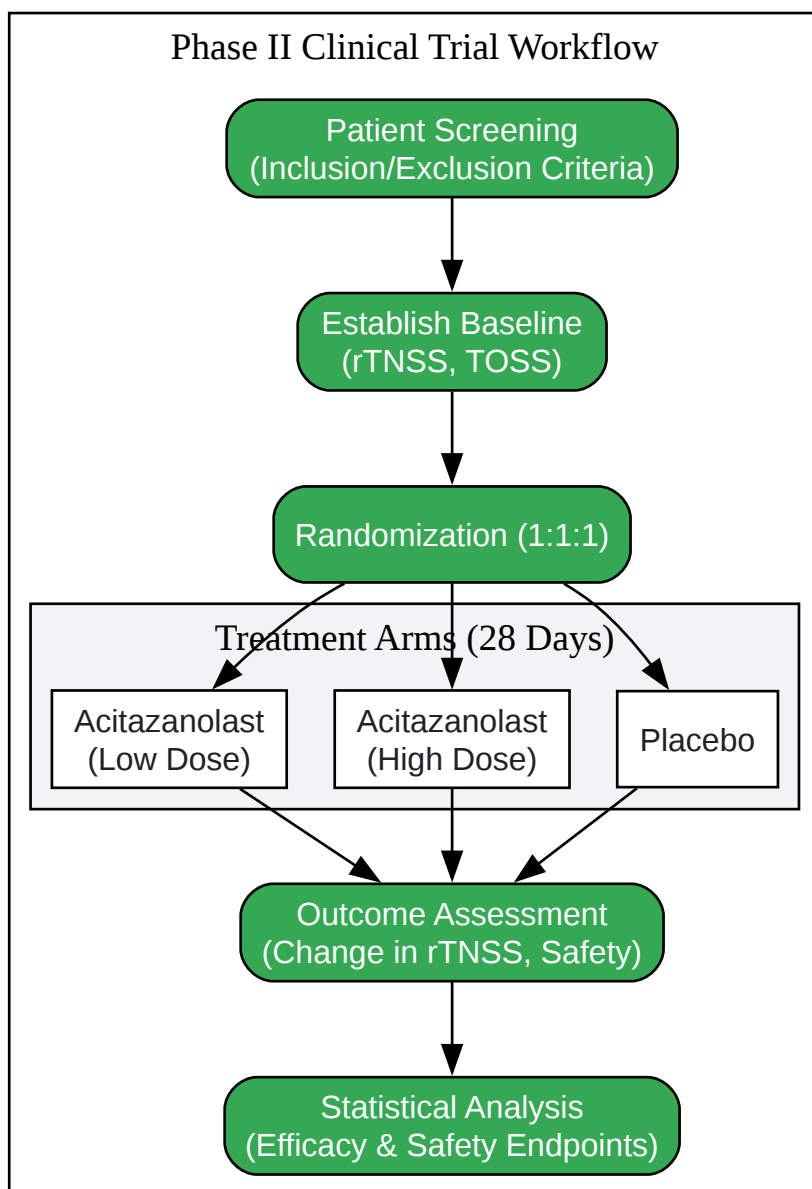 Phase II Clinical Trial Workflow
Patient Screening
(Inclusion/Exclusion Criteria)
Establish Baseline
(rTNSS, TOSS)
Randomization (1:1:1)
Treatment Arms (28 Days)
Acitazanolast
(Low Dose)
Acitazanolast
(High Dose)
Placebo
Outcome Assessment
(Change in rTNSS, Safety)
Statistical Analysis
(Efficacy & Safety Endpoints)